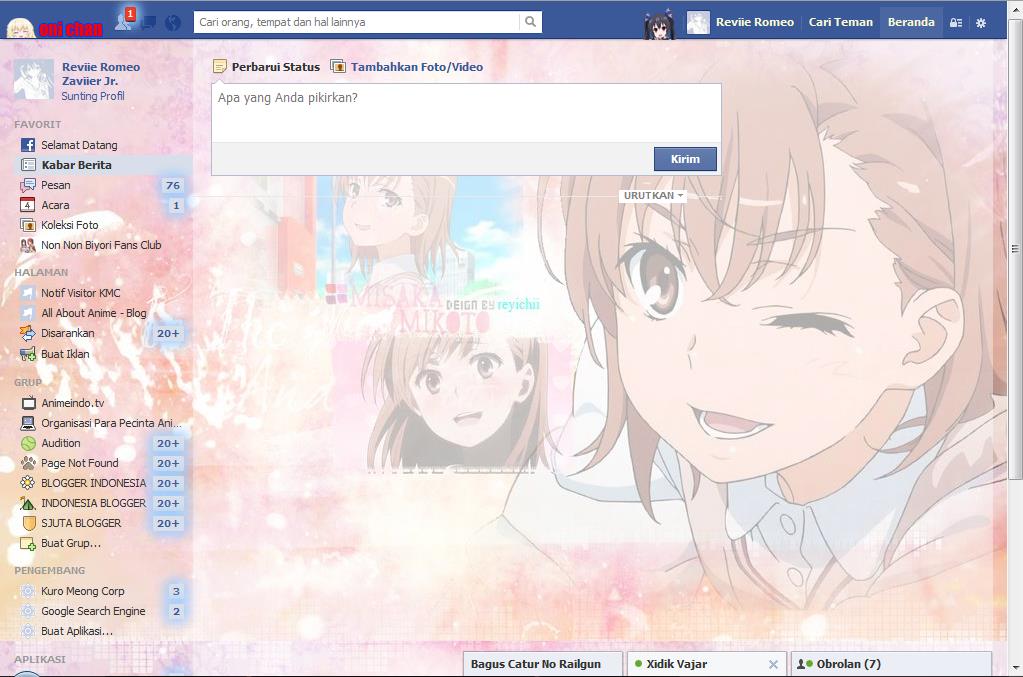 oni chan
1
Cari orang, tempat dan hal lainnya
Reviie Romeo
Cari Teman
Beranda
Reviie Romeo
Zaviier Jr.
Sunting Profil
Perbarui Status
Tambahkan Foto/Video
Apa yang Anda pikirkan?
Kirim
URUTKAN
FAVORIT
Selamat Datang
Kabar Berita
Pesan 76
4 Acara 1
Koleksi Foto
Non Non Biyori Fans Club
HALAMAN
Notif Visitor KMC
All About Anime - Blog
Disarankan 20+
Buat Iklan
GRUP
Animeindo.tv
Organisasi Para Pecinta Ani...
Audition 20+
Page Not Found 20+
BLOGGER INDONESIA 20+
INDONESIA BLOGGER 20+
SJUTA BLOGGER 20+
Buat Grup...
PENGEMBANG
Kuro Meong Corp 3
Google Search Engine 2
Buat Aplikasi...
APLIKASI
MISAKA
MIKOTO
DEIGN BY reyichii
Bagus Catur No Railgun
Xidik Vajar
Obrolan (7)